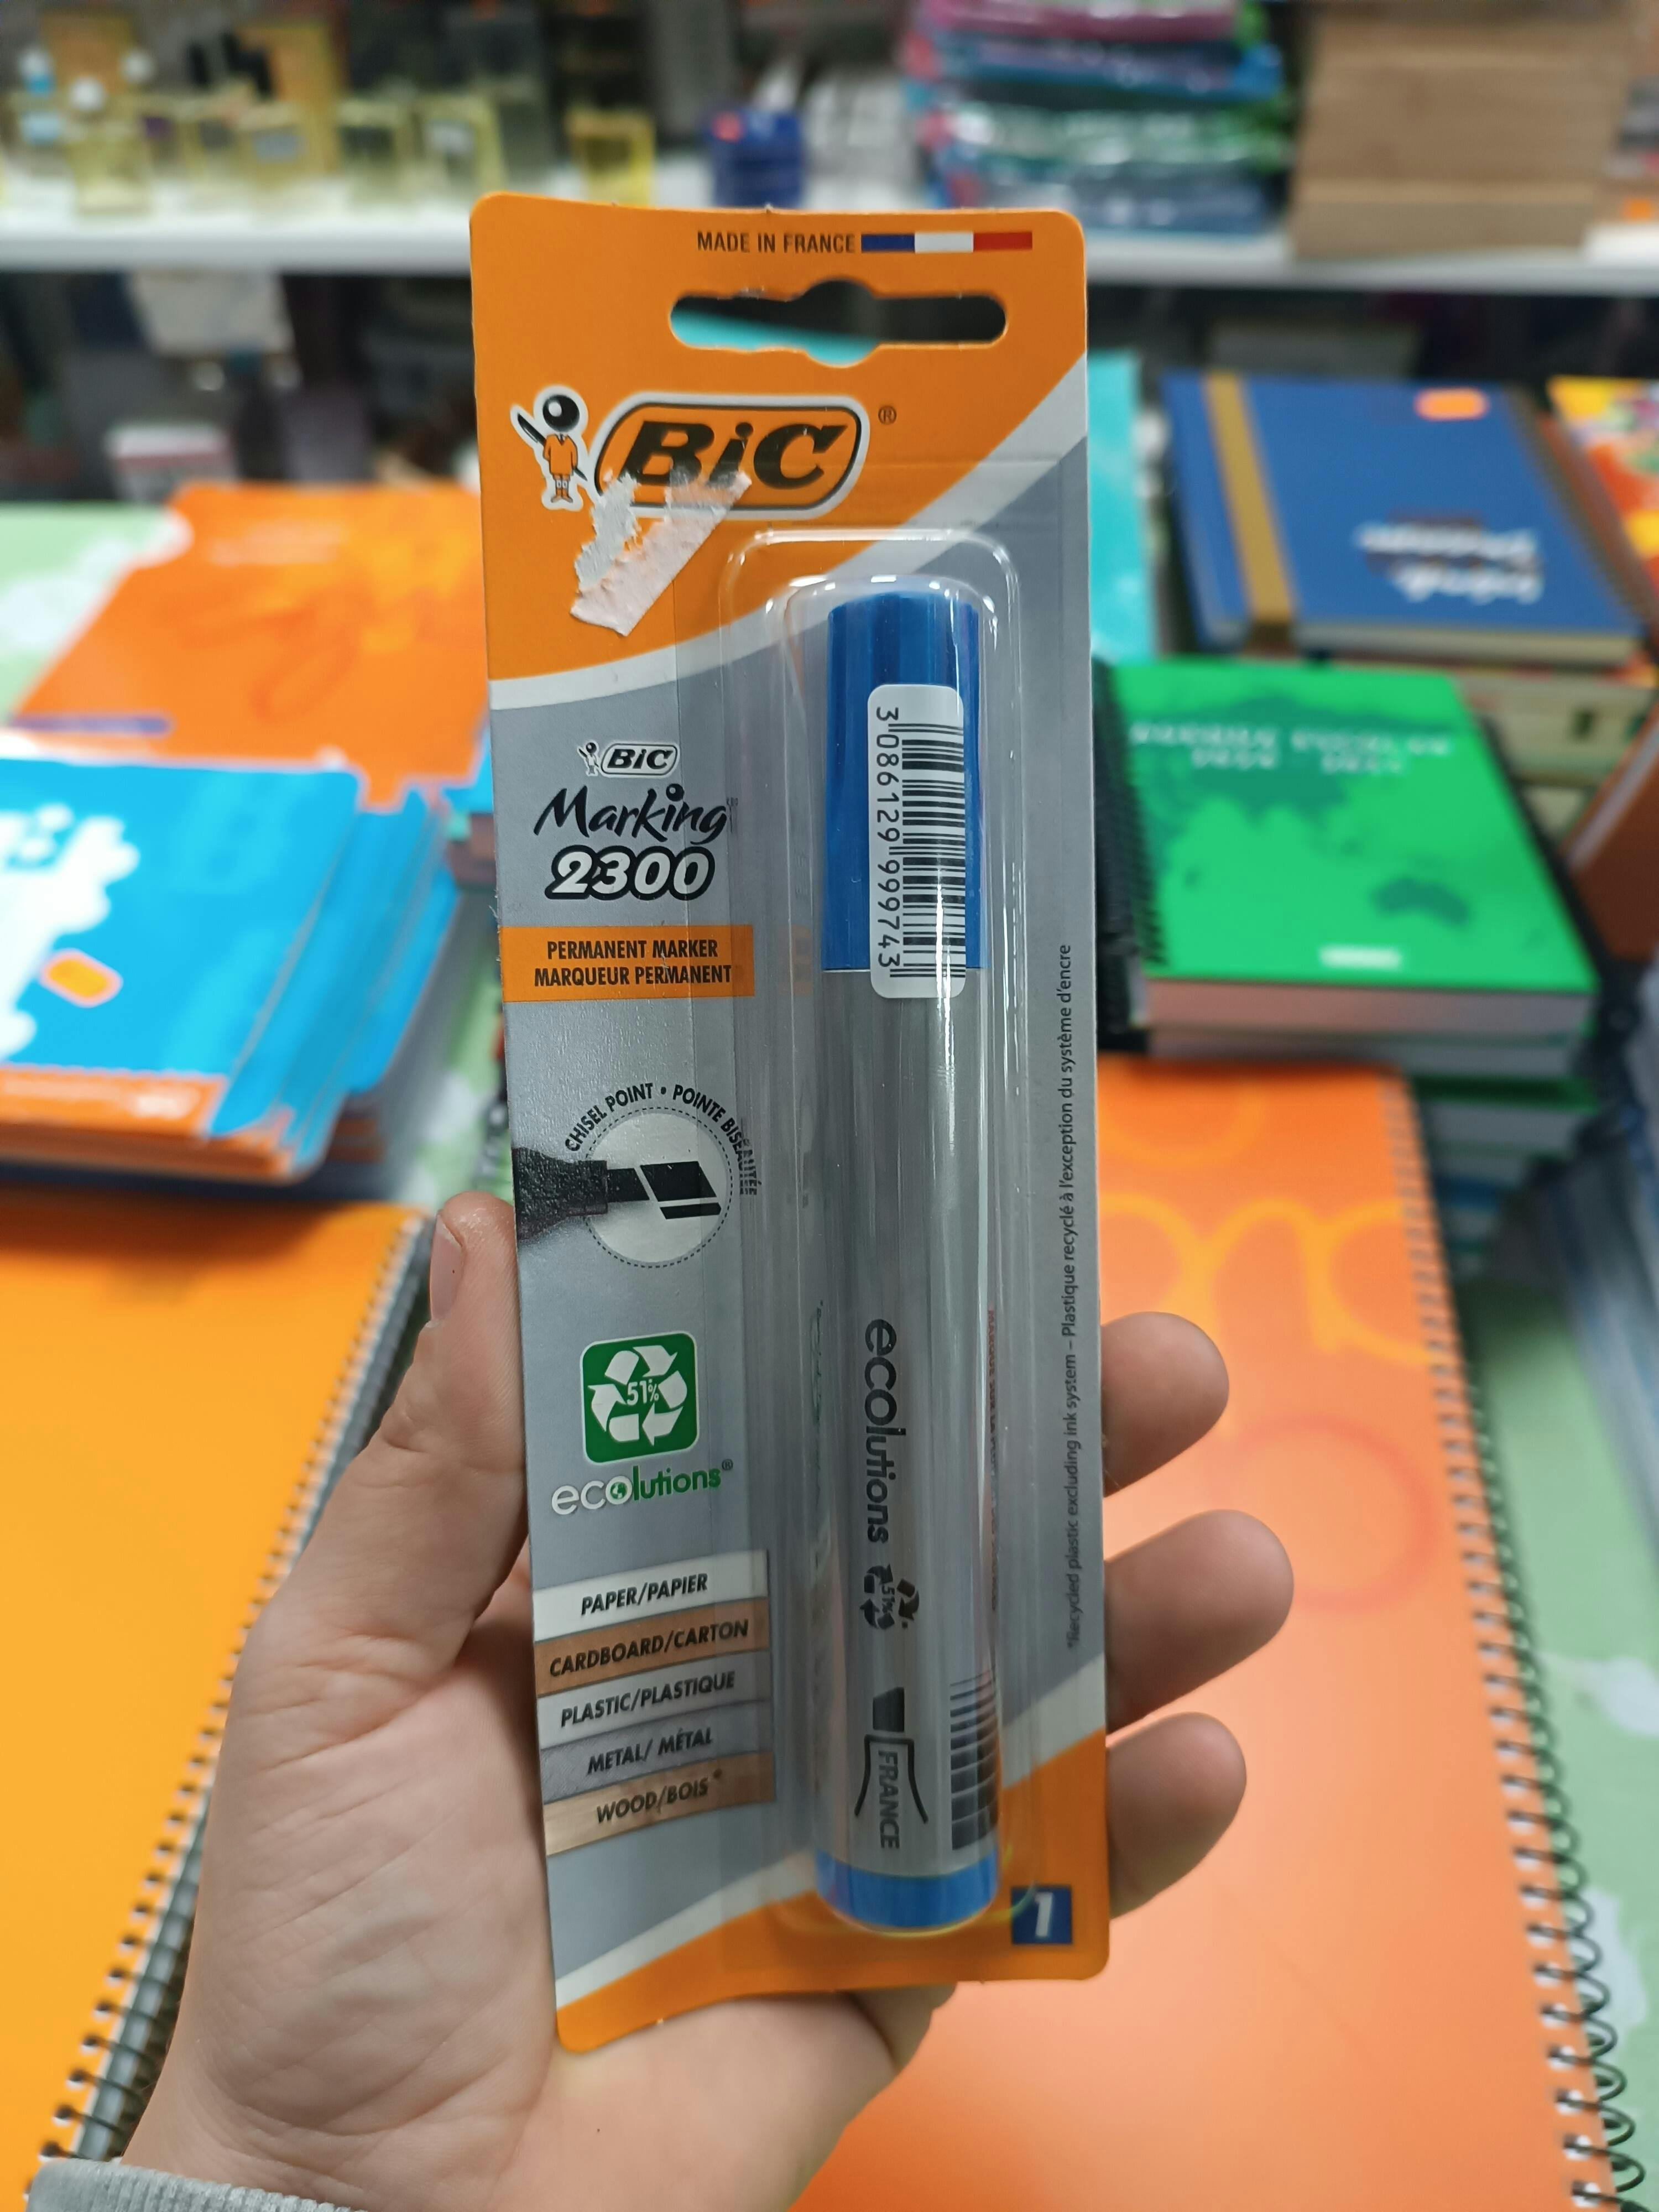 MADE IN FRANCE
BiC®
BiC
Marking
2300
PERMANENT MARKER
MARQUEUR PERMANENT
CHISEL POINT • POINTE BISEAUTÉE
51%
ecolutions®
PAPER/PAPIER
CARDBOARD/CARTON
PLASTIC/PLASTIQUE
METAL/ MÉTAL
WOOD/BOIS*
3 086129 999743
ecolutions 51%
FRANCE
*Recycled plastic excluding ink system – Plastique recyclé à l'exception du système d'encre
1